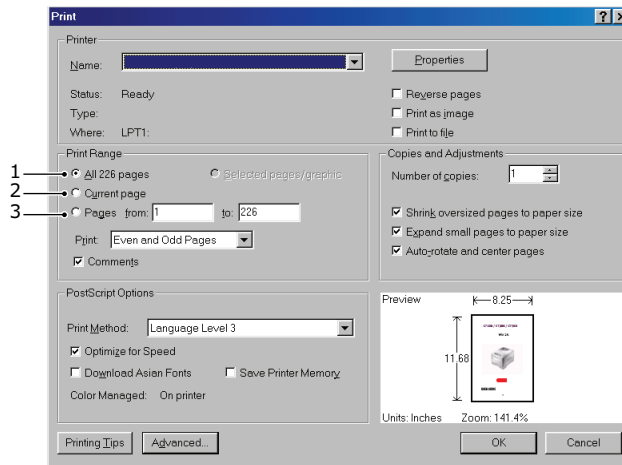 Print
Printer
Name:
Properties
Status: Ready
Type:
Where: LPT1:
Reverse pages
Print as image
Print to file
Print Range
1 All 226 pages Selected pages/graphic
2 Current page
3 Pages from: 1 to: 226
Print: Even and Odd Pages
Comments
Copies and Adjustments
Number of copies: 1
Shrink oversized pages to paper size
Expand small pages to paper size
Auto-rotate and center pages
PostScript Options
Print Method: Language Level 3
Optimize for Speed
Download Asian Fonts Save Printer Memory
Color Managed: On printer
Preview 8.25
11.68
Units: Inches Zoom: 141.4%
Printing Tips Advanced... OK Cancel